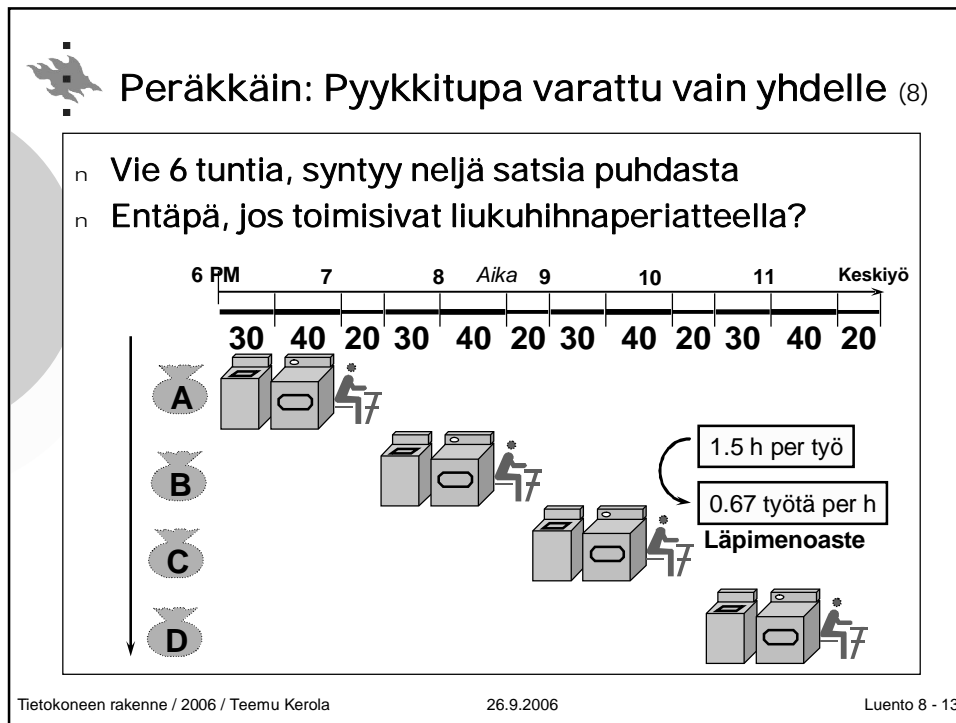 Peräkkäin: Pyykkitupa varattu vain yhdelle (8)
n Vie 6 tuntia, syntyy neljä satsia puhdasta
n Entäpä, jos toimisivat liukuhihnaperiatteella?
6 PM 7 8 Aika 9 10 11 Keskiyö
30 40 20 30 40 20 30 40 20 30 40 20
A
B
1.5 h per työ
0.67 työtä per h
Läpimenoaste
C
D
Tietokoneen rakenne / 2006 / Teemu Kerola 26.9.2006 Luento 8 - 13